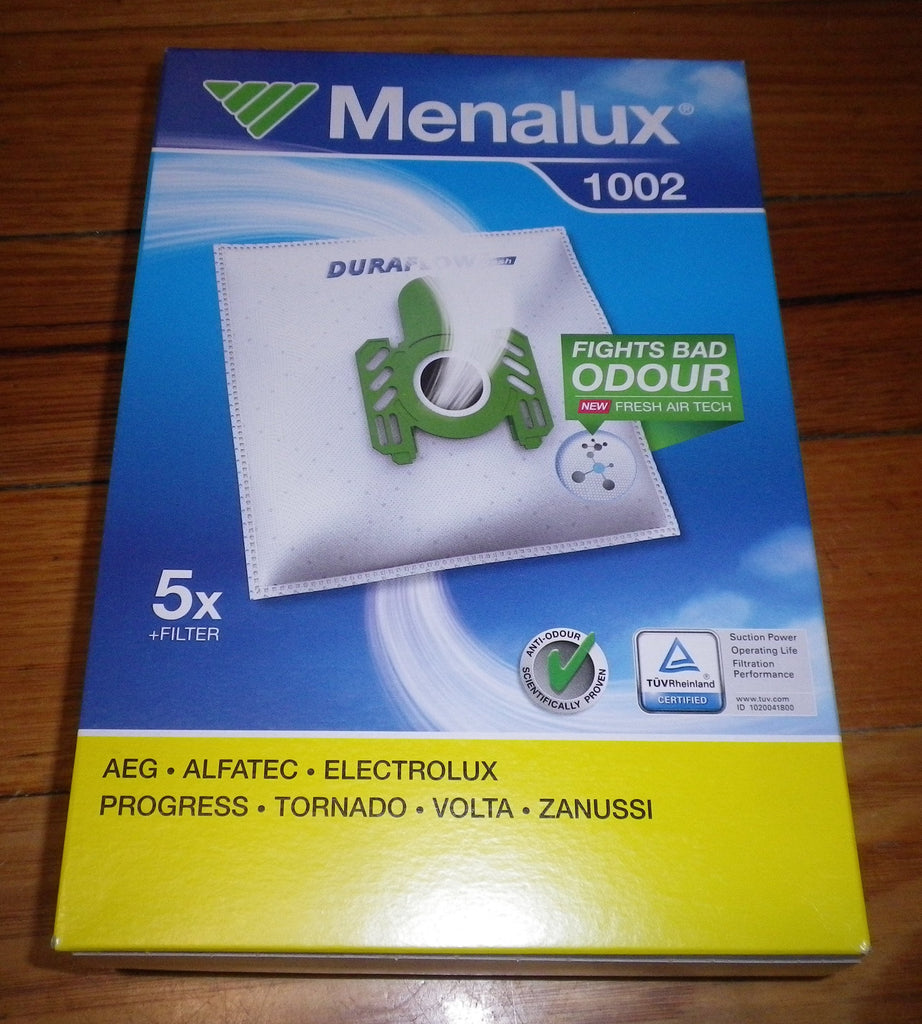 Menalux®
1002
DURAFLOW
FIGHTS BAD
ODOUR
NEW FRESH AIR TECH
5x
+FILTER
ANTI-ODOUR
SCIENTIFICALLY PROVEN
TÜVRheinland®
CERTIFIED
Suction Power
Operating Life
Filtration
Performance
www.tuv.com
ID 1020041800
AEG • ALFATEC • ELECTROLUX
PROGRESS • TORNADO • VOLTA • ZANUSSI